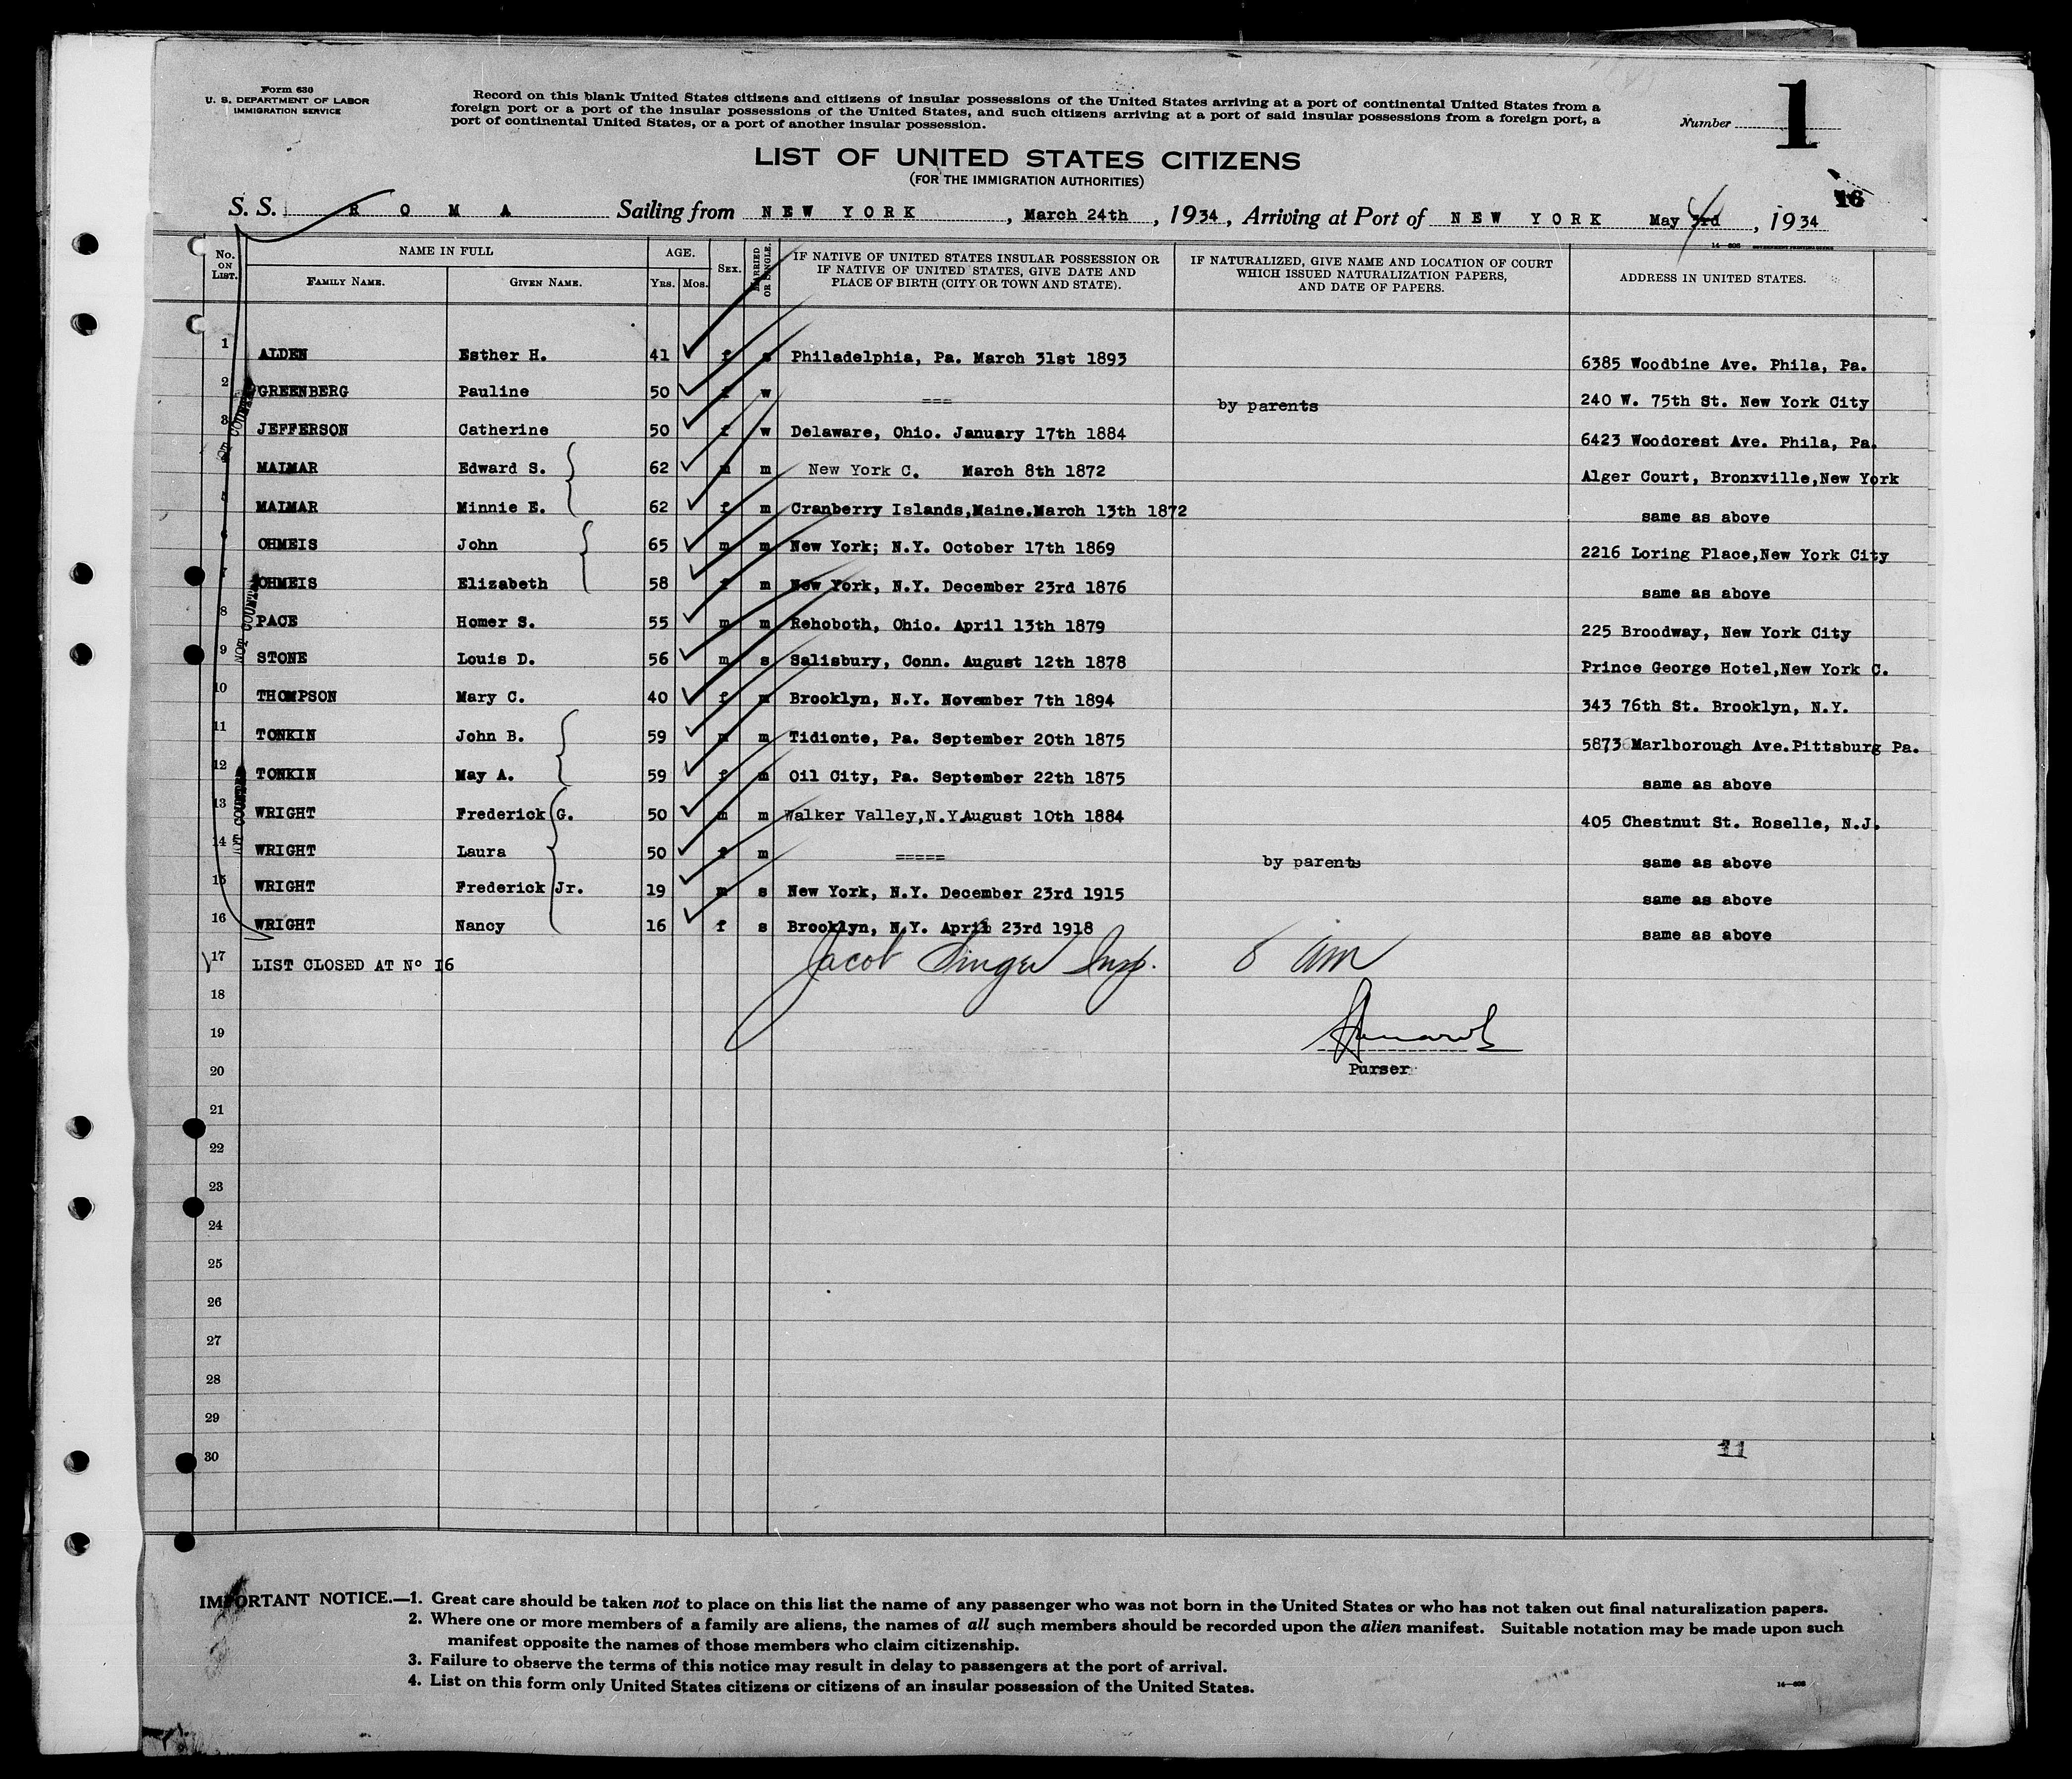 Form 630
U. S. DEPARTMENT OF LABOR
IMMIGRATION SERVICE
Record on this blank United States citizens and citizens of insular possessions of the United States arriving at a port of continental United States from a
foreign port or a port of the insular possessions of the United States, and such citizens arriving at a port of said insular possessions from a foreign port, a
port of continental United States, or a port of another insular possession.
Number 1
LIST OF UNITED STATES CITIZENS
(FOR THE IMMIGRATION AUTHORITIES)
16
S. S. ROMA Sailing from NEW YORK, March 24th, 1934, Arriving at Port of NEW YORK May 3rd 4, 1934
No. ON LIST. NAME IN FULL FAMILY NAME. GIVEN NAME. AGE. YRS. MOS. SEX. MARRIED OR SINGLE. IF NATIVE OF UNITED STATES INSULAR POSSESSION OR IF NATIVE OF UNITED STATES, GIVE DATE AND PLACE OF BIRTH (CITY OR TOWN AND STATE). IF NATURALIZED, GIVE NAME AND LOCATION OF COURT WHICH ISSUED NATURALIZATION PAPERS, AND DATE OF PAPERS. ADDRESS IN UNITED STATES.
1 ALDEN Esther H. 41 f s Philadelphia, Pa. March 31st 1893 6385 Woodbine Ave. Phila, Pa.
2 GREENBERG Pauline 50 f w === by parents 240 W. 75th St. New York City
3 JEFFERSON Catherine 50 f w Delaware, Ohio. January 17th 1884 6423 Woodcrest Ave. Phila, Pa.
4 MAIMAR Edward S. 62 m m New York C. March 8th 1872 Alger Court, Bronxville,New York
5 MAIMAR Minnie E. 62 f m Cranberry Islands,Maine.March 13th 1872 same as above
6 OHMEIS John 65 m m New York; N.Y. October 17th 1869 2216 Loring Place,New York City
7 OHMEIS Elizabeth 58 f m New York, N.Y. December 23rd 1876 same as above
8 PACE Homer S. 55 m m Rehoboth, Ohio. April 13th 1879 225 Broodway, New York City
9 STONE Louis D. 56 m s Salisbury, Conn. August 12th 1878 Prince George Hotel,New York C.
10 THOMPSON Mary C. 40 f m Brooklyn, N.Y. November 7th 1894 343 76th St. Brooklyn, N.Y.
11 TONKIN John B. 59 m m Tidionte, Pa. September 20th 1875 5873 Marlborough Ave.Pittsburg Pa.
12 TONKIN May A. 59 f m Oil City, Pa. September 22th 1875 same as above
13 WRIGHT Frederick G. 50 m m Walker Valley,N.Y.August 10th 1884 405 Chestnut St. Roselle, N.J.
14 WRIGHT Laura 50 f m ===== by parents same as above
15 WRIGHT Frederick Jr. 19 m s New York, N.Y. December 23rd 1915 same as above
16 WRIGHT Nancy 16 f s Brooklyn, N.Y. April 23rd 1918 same as above
17 LIST CLOSED AT Nº 16 Jacob Singer Insp. 8 am
18
19
20 Purser
21
22
23
24
25
26
27
28
29
30 11
IMPORTANT NOTICE.—1. Great care should be taken not to place on this list the name of any passenger who was not born in the United States or who has not taken out final naturalization papers.
2. Where one or more members of a family are aliens, the names of all such members should be recorded upon the alien manifest. Suitable notation may be made upon such
manifest opposite the names of those members who claim citizenship.
3. Failure to observe the terms of this notice may result in delay to passengers at the port of arrival.
4. List on this form only United States citizens or citizens of an insular possession of the United States.